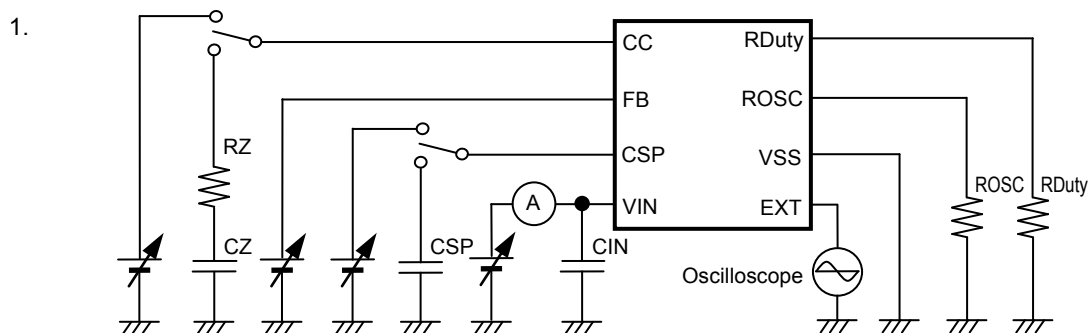 1.
CC RDuty
FB ROSC
CSP VSS
VIN EXT
RZ
A
ROSC RDuty
CZ CSP CIN
Oscilloscope